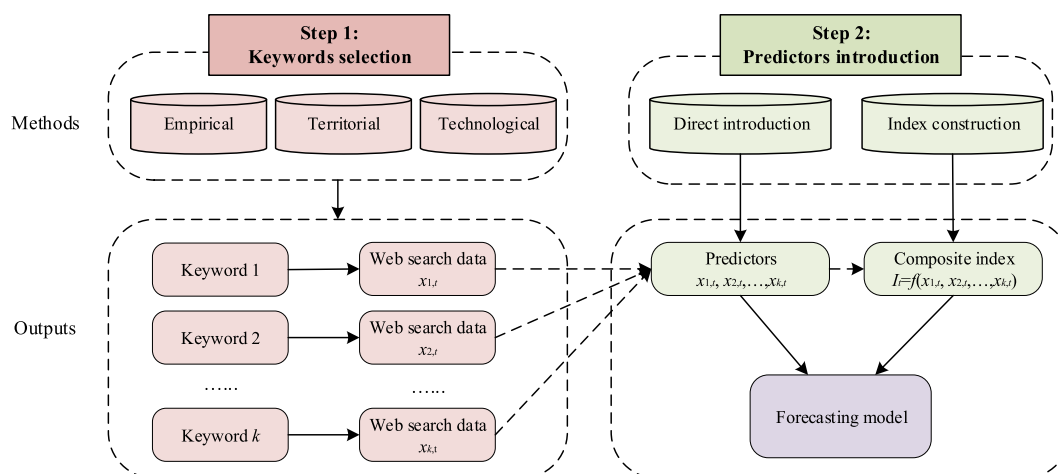 Step 1:
Keywords selection
Step 2:
Predictors introduction
Methods
Empirical
Territorial
Technological
Direct introduction
Index construction
Outputs
Keyword 1
Web search data
x1,t
Keyword 2
Web search data
x2,t
……
……
Keyword k
Web search data
xk,t
Predictors
x1,t, x2,t,…,xk,t
Composite index
It=f(x1,t, x2,t,…,xk,t)
Forecasting model